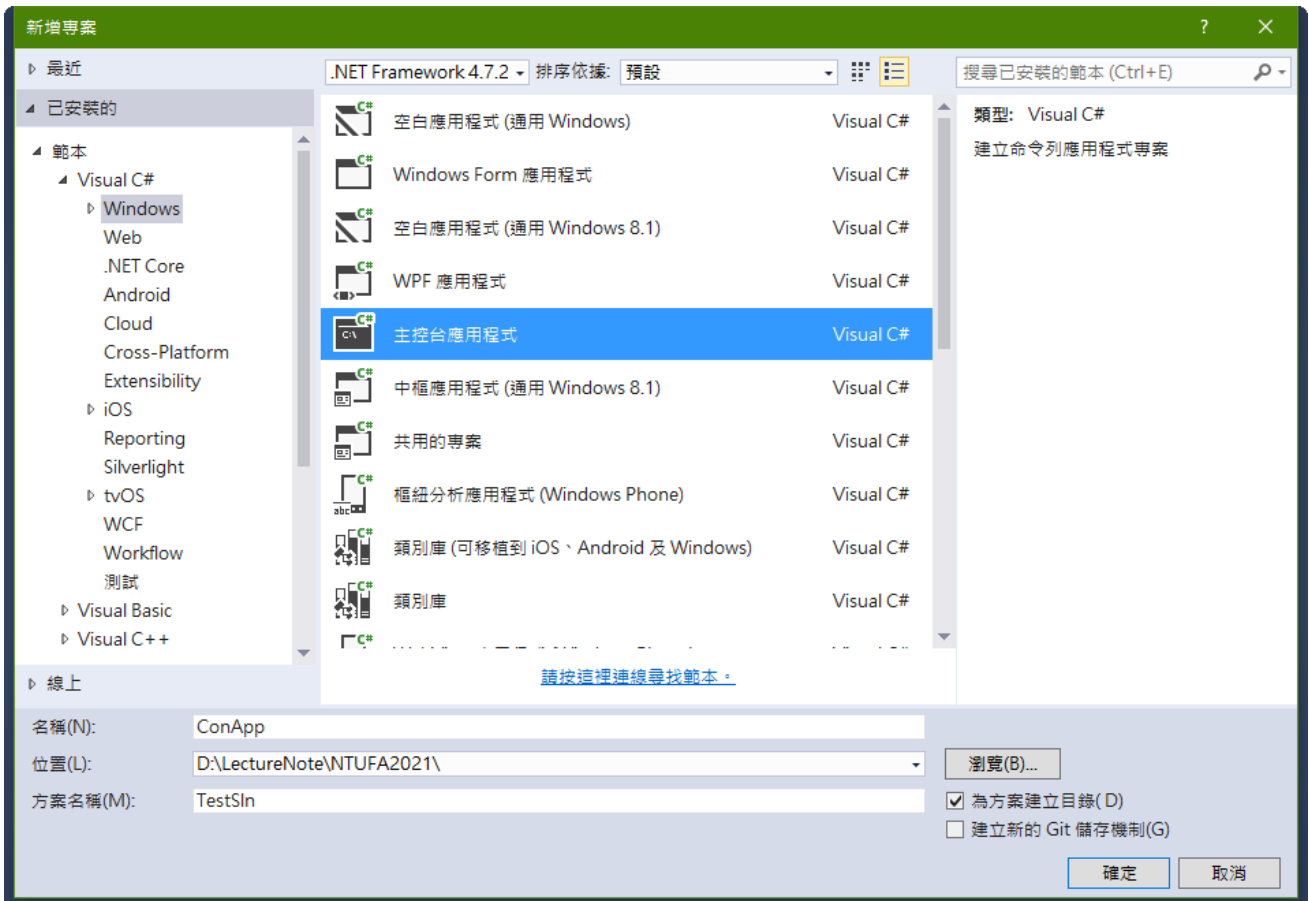 新增專案
?
最近
.NET Framework 4.7.2 排序依據: 預設
搜尋已安裝的範本 (Ctrl+E)
已安裝的
範本
Visual C#
Windows
Web
.NET Core
Android
Cloud
Cross-Platform
Extensibility
iOS
Reporting
Silverlight
tvOS
WCF
Workflow
測試
Visual Basic
Visual C++
線上
C# 空白應用程式 (通用 Windows) Visual C#
C# Windows Form 應用程式 Visual C#
C# 空白應用程式 (通用 Windows 8.1) Visual C#
C# WPF 應用程式 Visual C#
C# C:\ 主控台應用程式 Visual C#
C# 中樞應用程式 (通用 Windows 8.1) Visual C#
C# 共用的專案 Visual C#
C# abc 樞紐分析應用程式 (Windows Phone) Visual C#
C# 類別庫 (可移植到 iOS、Android 及 Windows) Visual C#
C# 類別庫 Visual C#
C#
請按這裡連線尋找範本。
類型: Visual C#
建立命令列應用程式專案
名稱(N): ConApp
位置(L): D:\LectureNote\NTUFA2021\ 瀏覽(B)...
方案名稱(M): TestSln
為方案建立目錄( D)
建立新的 Git 儲存機制(G)
確定 取消